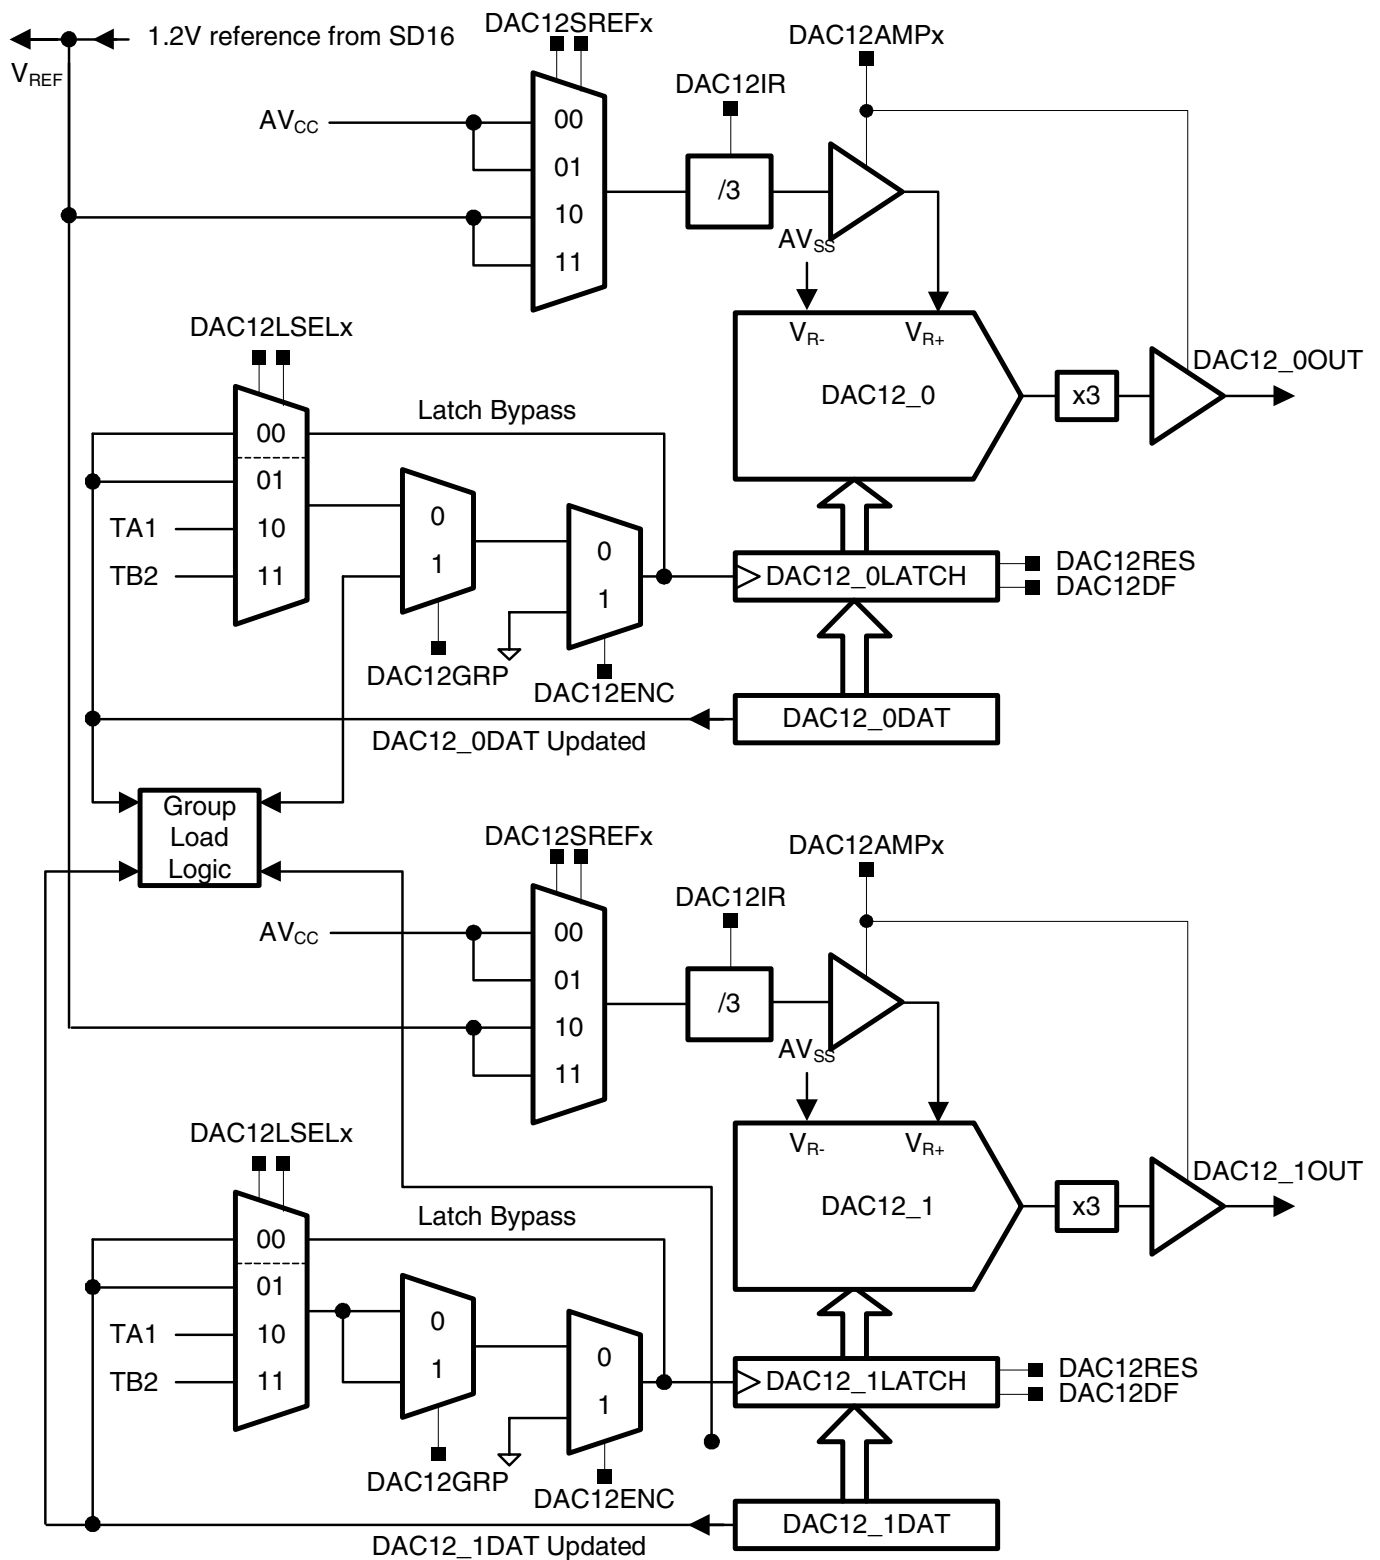 DAC12SREFx
1.2V reference from SD16
DAC12AMPx
VREF
DAC12IR
AVCC
00
01
/3
10
AVSS
11
DAC12LSELx
VR-
VR+
DAC12_0OUT
DAC12_0
x3
Latch Bypass
00
01
TA1
10
TB2
11
0
1
0
1
DAC12_0LATCH
DAC12RES
DAC12DF
DAC12GRP
DAC12ENC
DAC12_0DAT
DAC12_0DAT Updated
Group
Load
Logic
DAC12SREFx
DAC12AMPx
DAC12IR
AVCC
00
01
/3
10
AVSS
11
DAC12LSELx
VR-
VR+
DAC12_1OUT
DAC12_1
x3
Latch Bypass
00
01
TA1
10
TB2
11
0
1
0
1
DAC12_1LATCH
DAC12RES
DAC12DF
DAC12GRP
DAC12ENC
DAC12_1DAT
DAC12_1DAT Updated